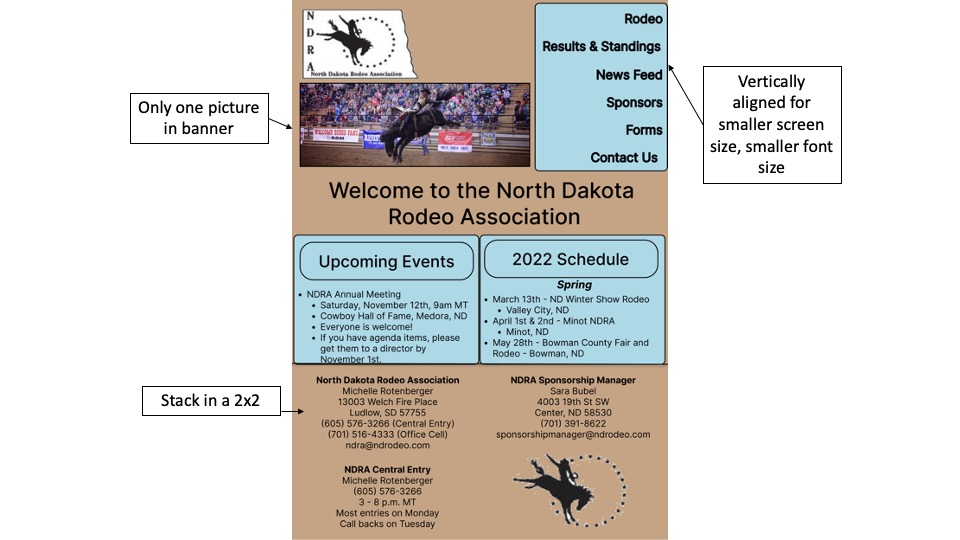 N
D
R
A
North Dakota Rodeo Association
Rodeo
Results & Standings
News Feed
Sponsors
Forms
Contact Us
Only one picture
in banner
Vertically
aligned for
smaller screen
size, smaller font
size
WELCOME RODEO FANS
RAM
Welcome to the North Dakota
Rodeo Association
Upcoming Events
• NDRA Annual Meeting
• Saturday, November 12th, 9am MT
• Cowboy Hall of Fame, Medora, ND
• Everyone is welcome!
• If you have agenda items, please
get them to a director by
November 1st.
2022 Schedule
Spring
• March 13th - ND Winter Show Rodeo
• Valley City, ND
• April 1st & 2nd - Minot NDRA
• Minot, ND
• May 28th - Bowman County Fair and
Rodeo - Bowman, ND
Stack in a 2x2
North Dakota Rodeo Association
Michelle Rotenberger
13003 Welch Fire Place
Ludlow, SD 57755
(605) 576-3266 (Central Entry)
(701) 516-4333 (Office Cell)
ndra@ndrodeo.com
NDRA Sponsorship Manager
Sara Bubel
4003 19th St SW
Center, ND 58530
(701) 391-8622
sponsorshipmanager@ndrodeo.com
NDRA Central Entry
Michelle Rotenberger
(605) 576-3266
3 - 8 p.m. MT
Most entries on Monday
Call backs on Tuesday